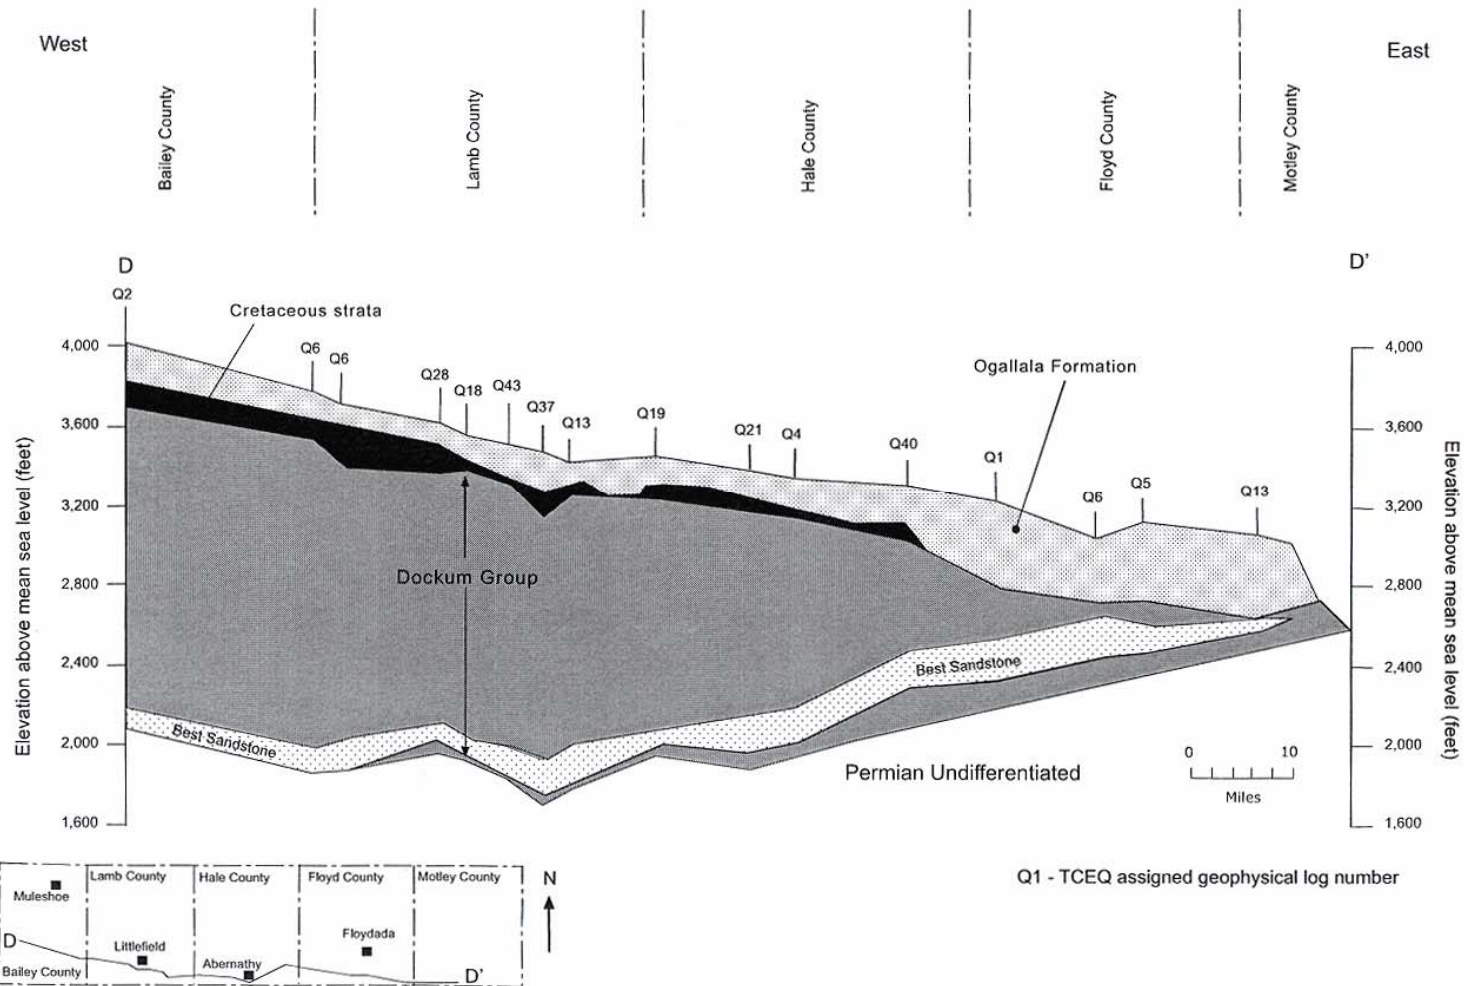 West
East
Bailey County
Lamb County
Hale County
Floyd County
Motley County
D
D'
Q2
Cretaceous strata
4,000
Q6
Q6
Q28
Q18
Q43
Q37
Q13
Q19
Q21
Q4
Q40
Q1
Q6
Q5
Q13
Ogallala Formation
4,000
3,600
3,600
3,200
3,200
Dockum Group
2,800
2,800
2,400
2,400
Best Sandstone
Best Sandstone
2,000
2,000
1,600
1,600
Elevation above mean sea level (feet)
Elevation above mean sea level (feet)
Permian Undifferentiated
0 10
Miles
Lamb County
Hale County
Floyd County
Motley County
N
Muleshoe
D
Littlefield
Floydada
Abernathy
Bailey County
D'
Q1 - TCEQ assigned geophysical log number